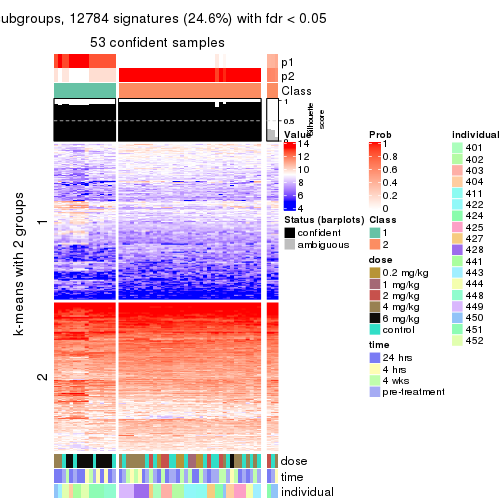 ubgroups, 12784 signatures (24.6%) with fdr < 0.05
53 confident samples
p1
p2
Class
1
0.5
0
Silhouette
score
k-means with 2 groups
1
2
dose
time
individual
Value
14
12
10
8
6
4
Status (barplots)
confident
ambiguous
Prob
1
0.8
0.6
0.4
0.2
0
Class
1
2
dose
0.2 mg/kg
1 mg/kg
2 mg/kg
4 mg/kg
6 mg/kg
control
time
24 hrs
4 hrs
4 wks
pre-treatment
individual
401
402
403
404
411
422
424
425
427
428
441
443
444
448
449
450
451
452